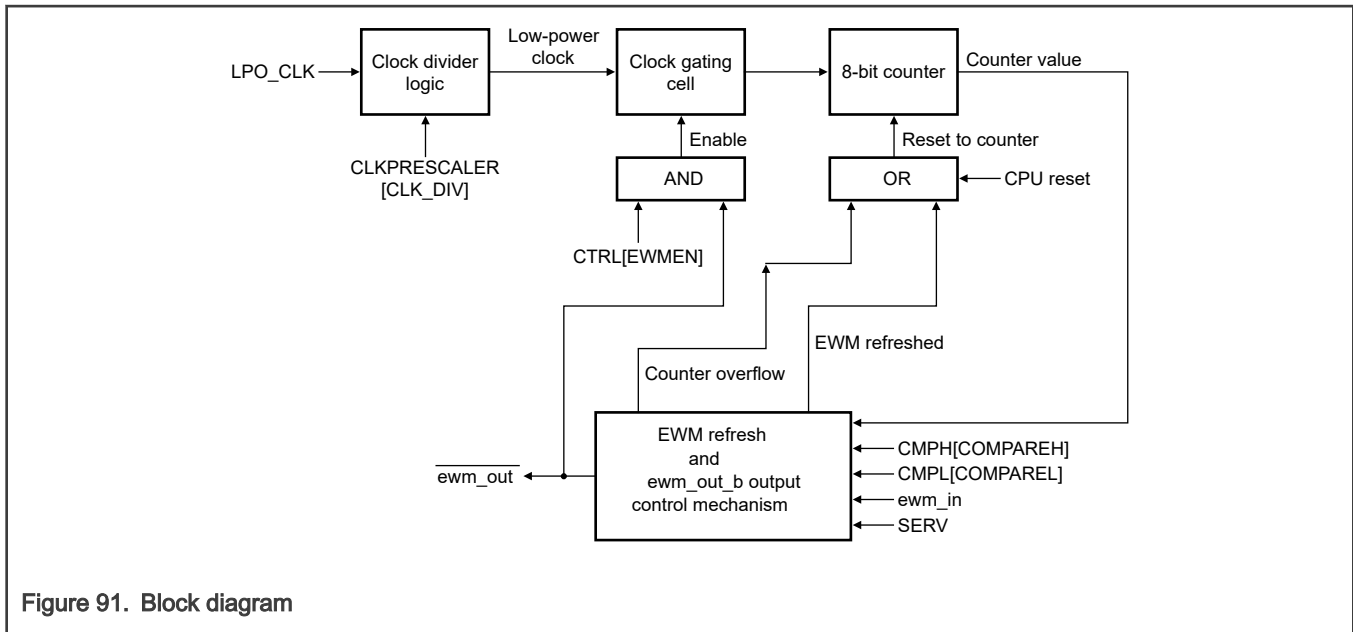 LPO_CLK
Clock divider
logic
Low-power
clock
Clock gating
cell
8-bit counter
Counter value
CLKPRESCALER
[CLK_DIV]
Enable
AND
CTRL[EWMEN]
Reset to counter
OR
CPU reset
Counter overflow
EWM refreshed
EWM refresh
and
ewm_out_b output
control mechanism
ewm_out
CMPH[COMPAREH]
CMPL[COMPAREL]
ewm_in
SERV
Figure 91. Block diagram